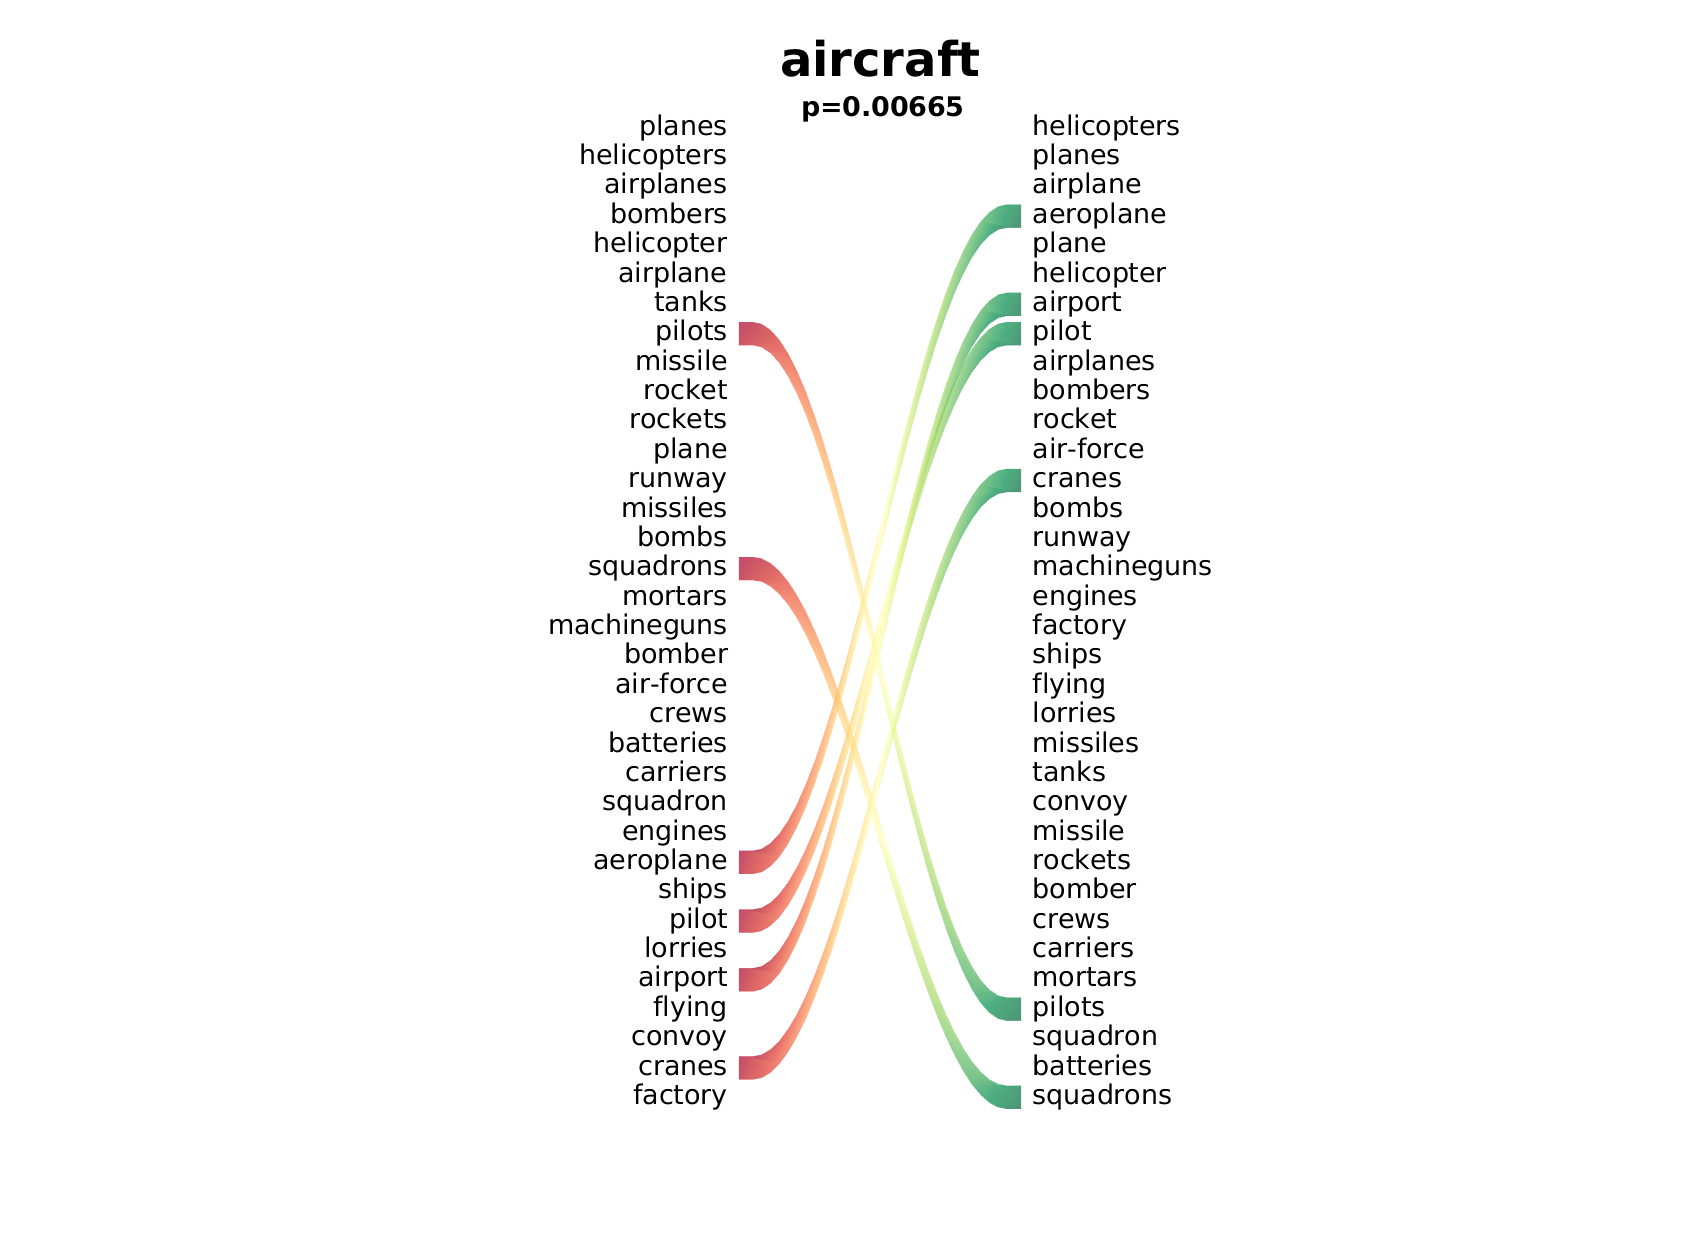 aircraft
p=0.00665
planes
helicopters
airplanes
bombers
helicopter
airplane
tanks
pilots
missile
rocket
rockets
plane
runway
missiles
bombs
squadrons
mortars
machineguns
bomber
air-force
crews
batteries
carriers
squadron
engines
aeroplane
ships
pilot
lorries
airport
flying
convoy
cranes
factory
helicopters
planes
airplane
aeroplane
plane
helicopter
airport
pilot
airplanes
bombers
rocket
air-force
cranes
bombs
runway
machineguns
engines
factory
ships
flying
lorries
missiles
tanks
convoy
missile
rockets
bomber
crews
carriers
mortars
pilots
squadron
batteries
squadrons